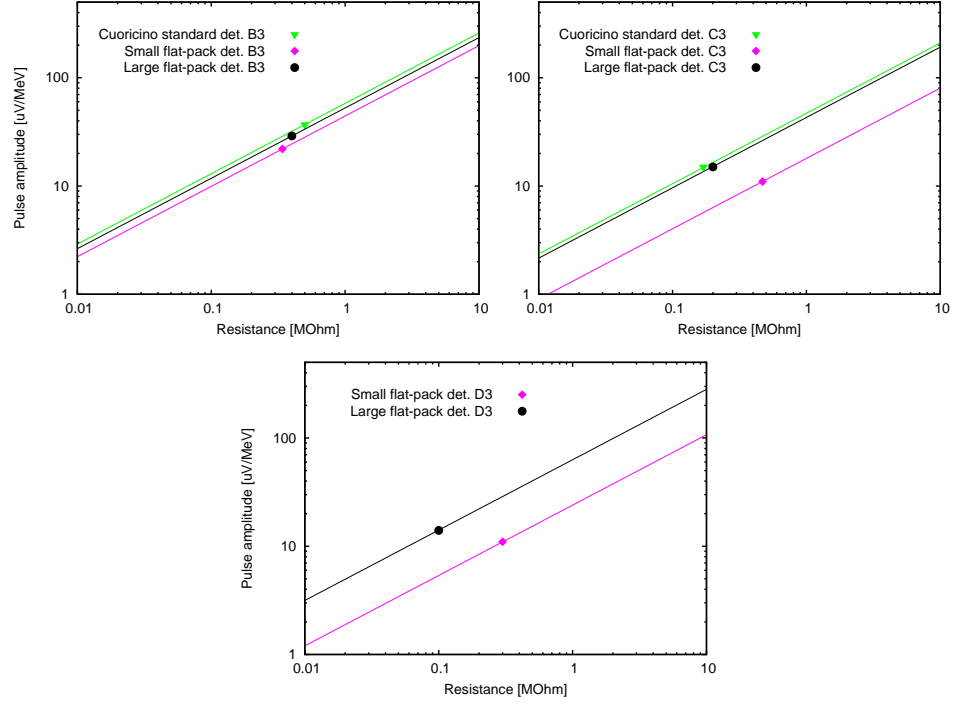 Cuoricino standard det. B3
Small flat-pack det. B3
Large flat-pack det. B3
100
10
1
Pulse amplitude [uV/MeV]
0.01 0.1 1 10
Resistance [MOhm]
Cuoricino standard det. C3
Small flat-pack det. C3
Large flat-pack det. C3
100
10
1
Pulse amplitude [uV/MeV]
0.01 0.1 1 10
Resistance [MOhm]
Small flat-pack det. D3
Large flat-pack det. D3
100
10
1
Pulse amplitude [uV/MeV]
0.01 0.1 1 10
Resistance [MOhm]